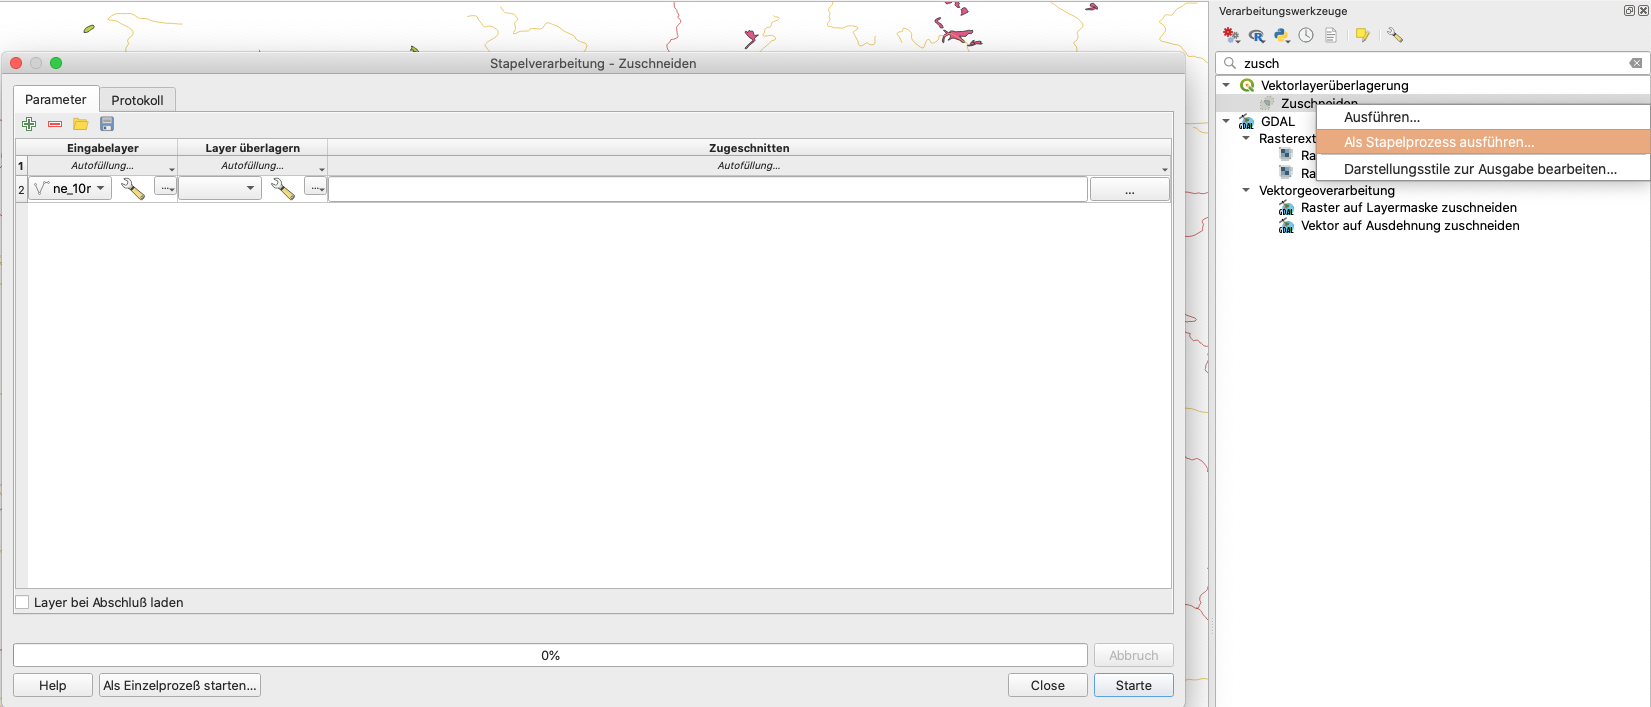 Stapelverarbeitung - Zuschneiden
Parameter
Protokoll
Eingabelayer
Layer überlagern
Zugeschnitten
1
Autofüllung...
Autofüllung...
Autofüllung...
2
ne_10r
...
...
...
Layer bei Abschluß laden
0%
Abbruch
Help
Als Einzelprozeß starten...
Close
Starte
Verarbeitungswerkzeuge
zusch
Vektorlayerüberlagerung
Zuschneiden
GDAL
Rasterext
Ra
Ra
Ausführen...
Als Stapelprozess ausführen...
Darstellungsstile zur Ausgabe bearbeiten...
Vektorgeoverarbeitung
GDAL
Raster auf Layermaske zuschneiden
GDAL
Vektor auf Ausdehnung zuschneiden